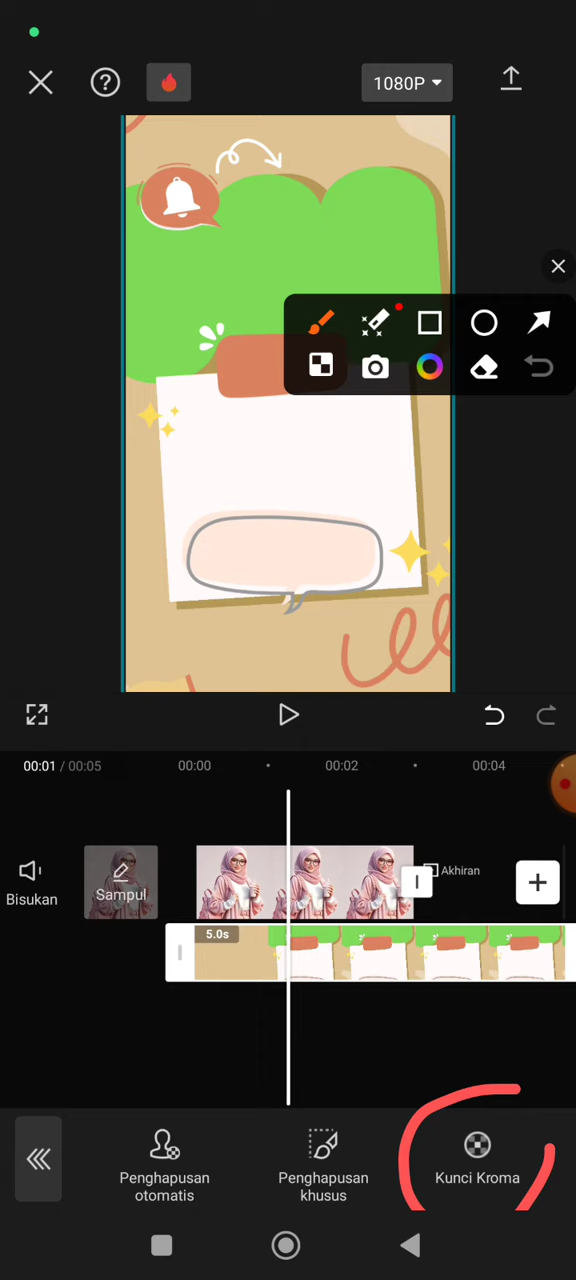 1080P
00:01 / 00:05
00:00
00:02
00:04
Bisukan
Sampul
Akhiran
5.0s
Penghapusan
otomatis
Penghapusan
khusus
Kunci Kroma